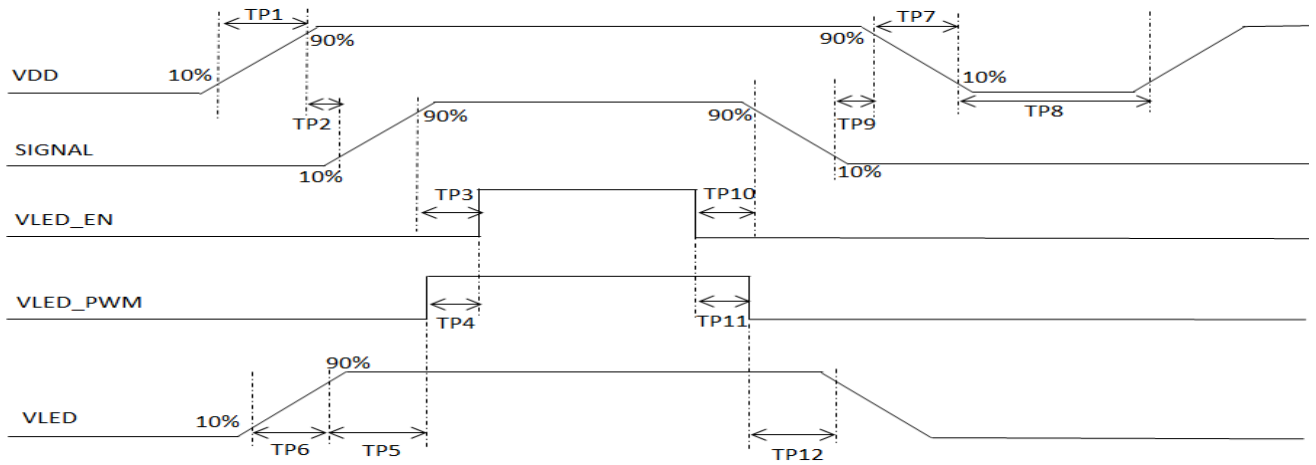 TP1
TP7
90%
90%
VDD
10%
10%
TP2
TP9
TP8
90%
90%
SIGNAL
10%
10%
TP3
TP10
VLED_EN
VLED_PWM
TP4
TP11
90%
VLED
10%
TP6
TP5
TP12